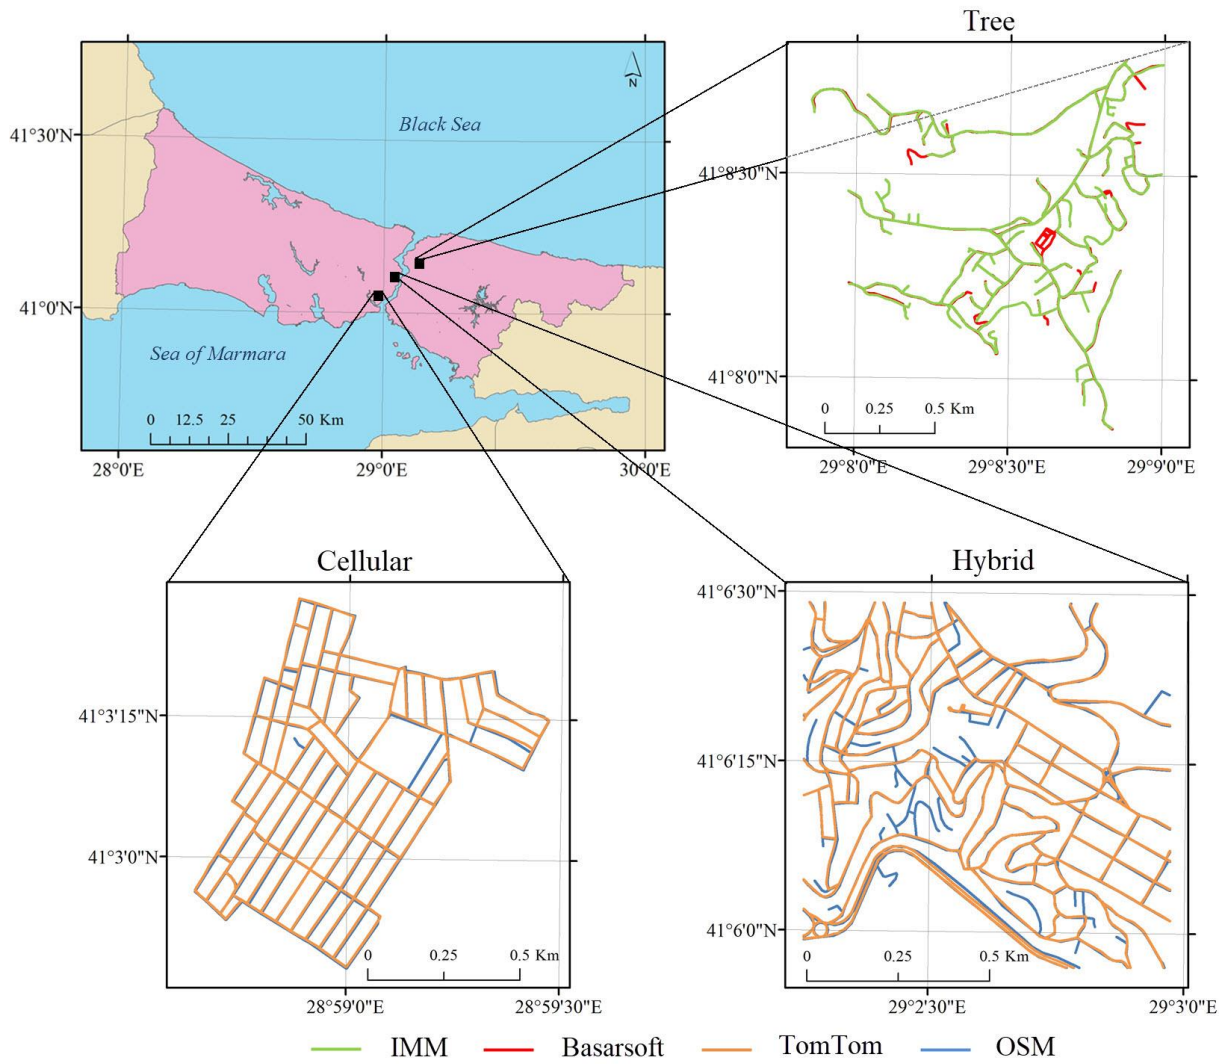 Tree
N
Black Sea
41°30'N
41°0'N
Sea of Marmara
0 12.5 25 50 Km
28°0'E 29°0'E 30°0'E
41°8'30"N
41°8'0"N
0 0.25 0.5 Km
29°8'0"E 29°8'30"E 29°9'0"E
Cellular
41°3'15"N
41°3'0"N
0 0.25 0.5 Km
28°59'0"E 28°59'30"E
Hybrid
41°6'30"N
41°6'15"N
41°6'0"N
0 0.25 0.5 Km
29°2'30"E 29°3'0"E
IMM Basarsoft TomTom OSM